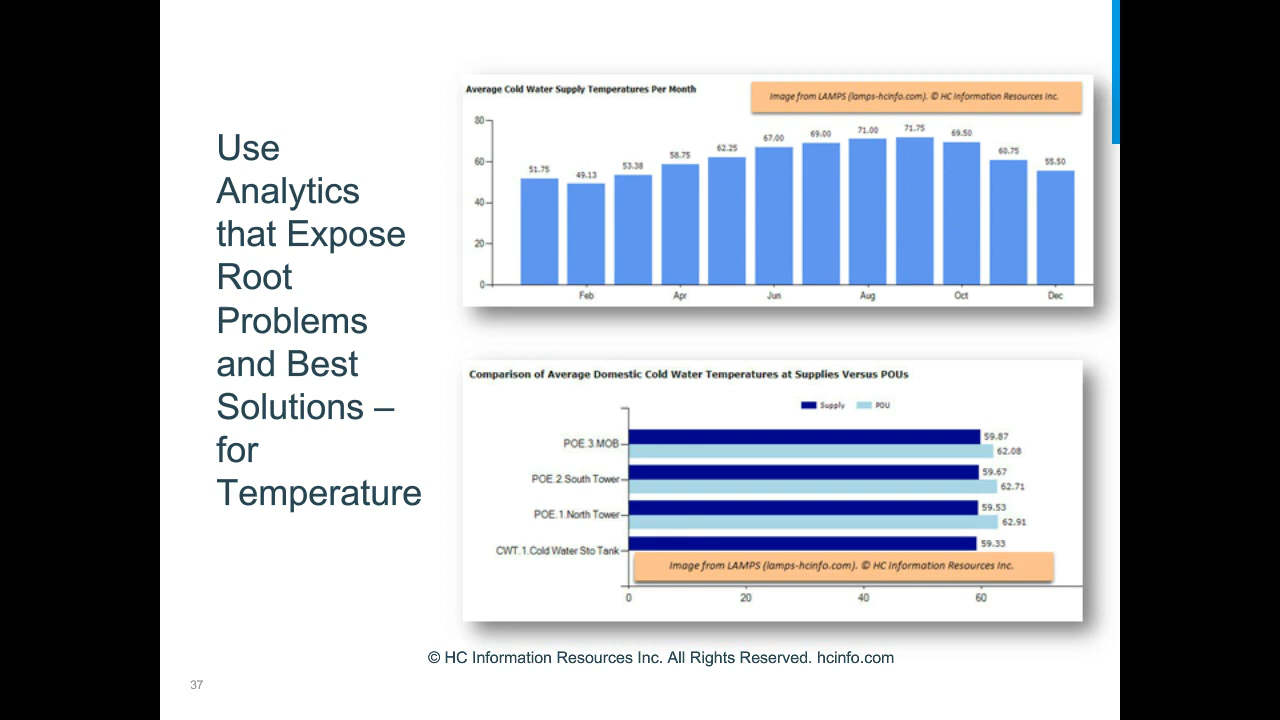 Use
Analytics
that Expose
Root
Problems
and Best
Solutions –
for
Temperature
Average Cold Water Supply Temperatures Per Month
Image from LAMPS (lamps-hcinfo.com). © HC Information Resources Inc.
80
60
40
20
0
51.75
49.13
53.38
58.75
62.25
67.00
69.00
71.00
71.75
69.50
60.75
55.50
Feb Apr Jun Aug Oct Dec
Comparison of Average Domestic Cold Water Temperatures at Supplies Versus POUs
Supply POU
POE.3.MOB 59.87
62.08
POE.2.South Tower 59.67
62.71
POE.1.North Tower 59.53
62.91
CWT.1.Cold Water Sto Tank 59.33
Image from LAMPS (lamps-hcinfo.com). © HC Information Resources Inc.
0 20 40 60
© HC Information Resources Inc. All Rights Reserved. hcinfo.com
37